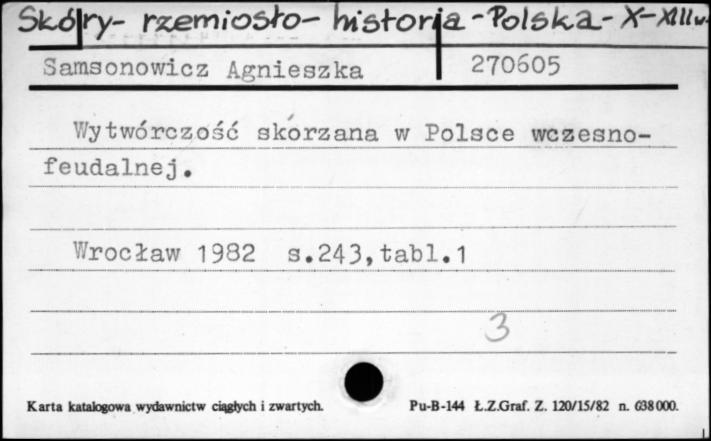 Skóry- rzemiosło- historia - Polska - X-XIII w.
Samsonowicz Agnieszka 270605
Wytwórczość skórzana w Polsce wczesno-
feudalnej.
Wrocław 1982 s.243,tabl.1
3
Karta katalogowa wydawnictw ciągłych i zwartych. Pu-B-144 Ł.Z.Graf. Z. 120/15/82 n. 638000.